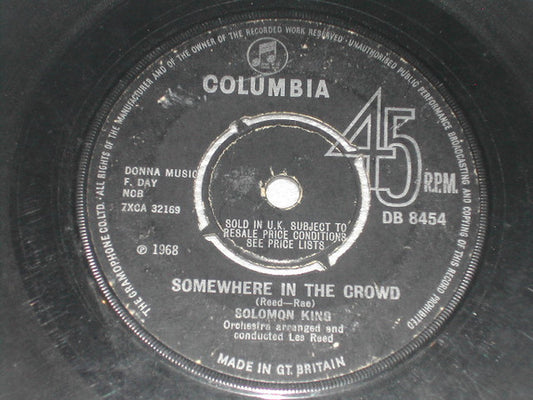 THE GRAMOPHONE CO. LTD. ALL RIGHTS OF THE MANUFACTURER AND OF THE OWNER OF THE RECORDED WORK RESERVED · UNAUTHORISED PUBLIC PERFORMANCE BROADCASTING AND COPYING OF THIS RECORD PROHIBITED
COLUMBIA
45 R.P.M.
DONNA MUSIC
F. DAY
NCB
7XCA 32169
DB 8454
SOLD IN U.K. SUBJECT TO
RESALE PRICE CONDITIONS
SEE PRICE LISTS
℗ 1968
SOMEWHERE IN THE CROWD
(Reed—Rae)
SOLOMON KING
Orchestra arranged and
conducted Les Reed
MADE IN GT. BRITAIN